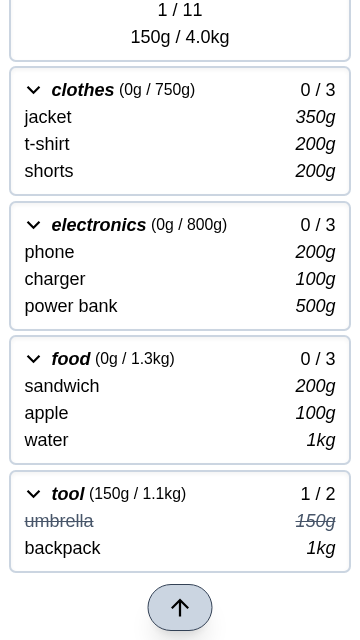 1 / 11
150g / 4.0kg
clothes (0g / 750g) 0 / 3
jacket 350g
t-shirt 200g
shorts 200g
electronics (0g / 800g) 0 / 3
phone 200g
charger 100g
power bank 500g
food (0g / 1.3kg) 0 / 3
sandwich 200g
apple 100g
water 1kg
tool (150g / 1.1kg) 1 / 2
umbrella 150g
backpack 1kg